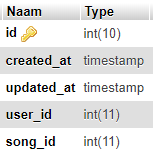 Naam Type
id int(10)
created_at timestamp
updated_at timestamp
user_id int(11)
song_id int(11)